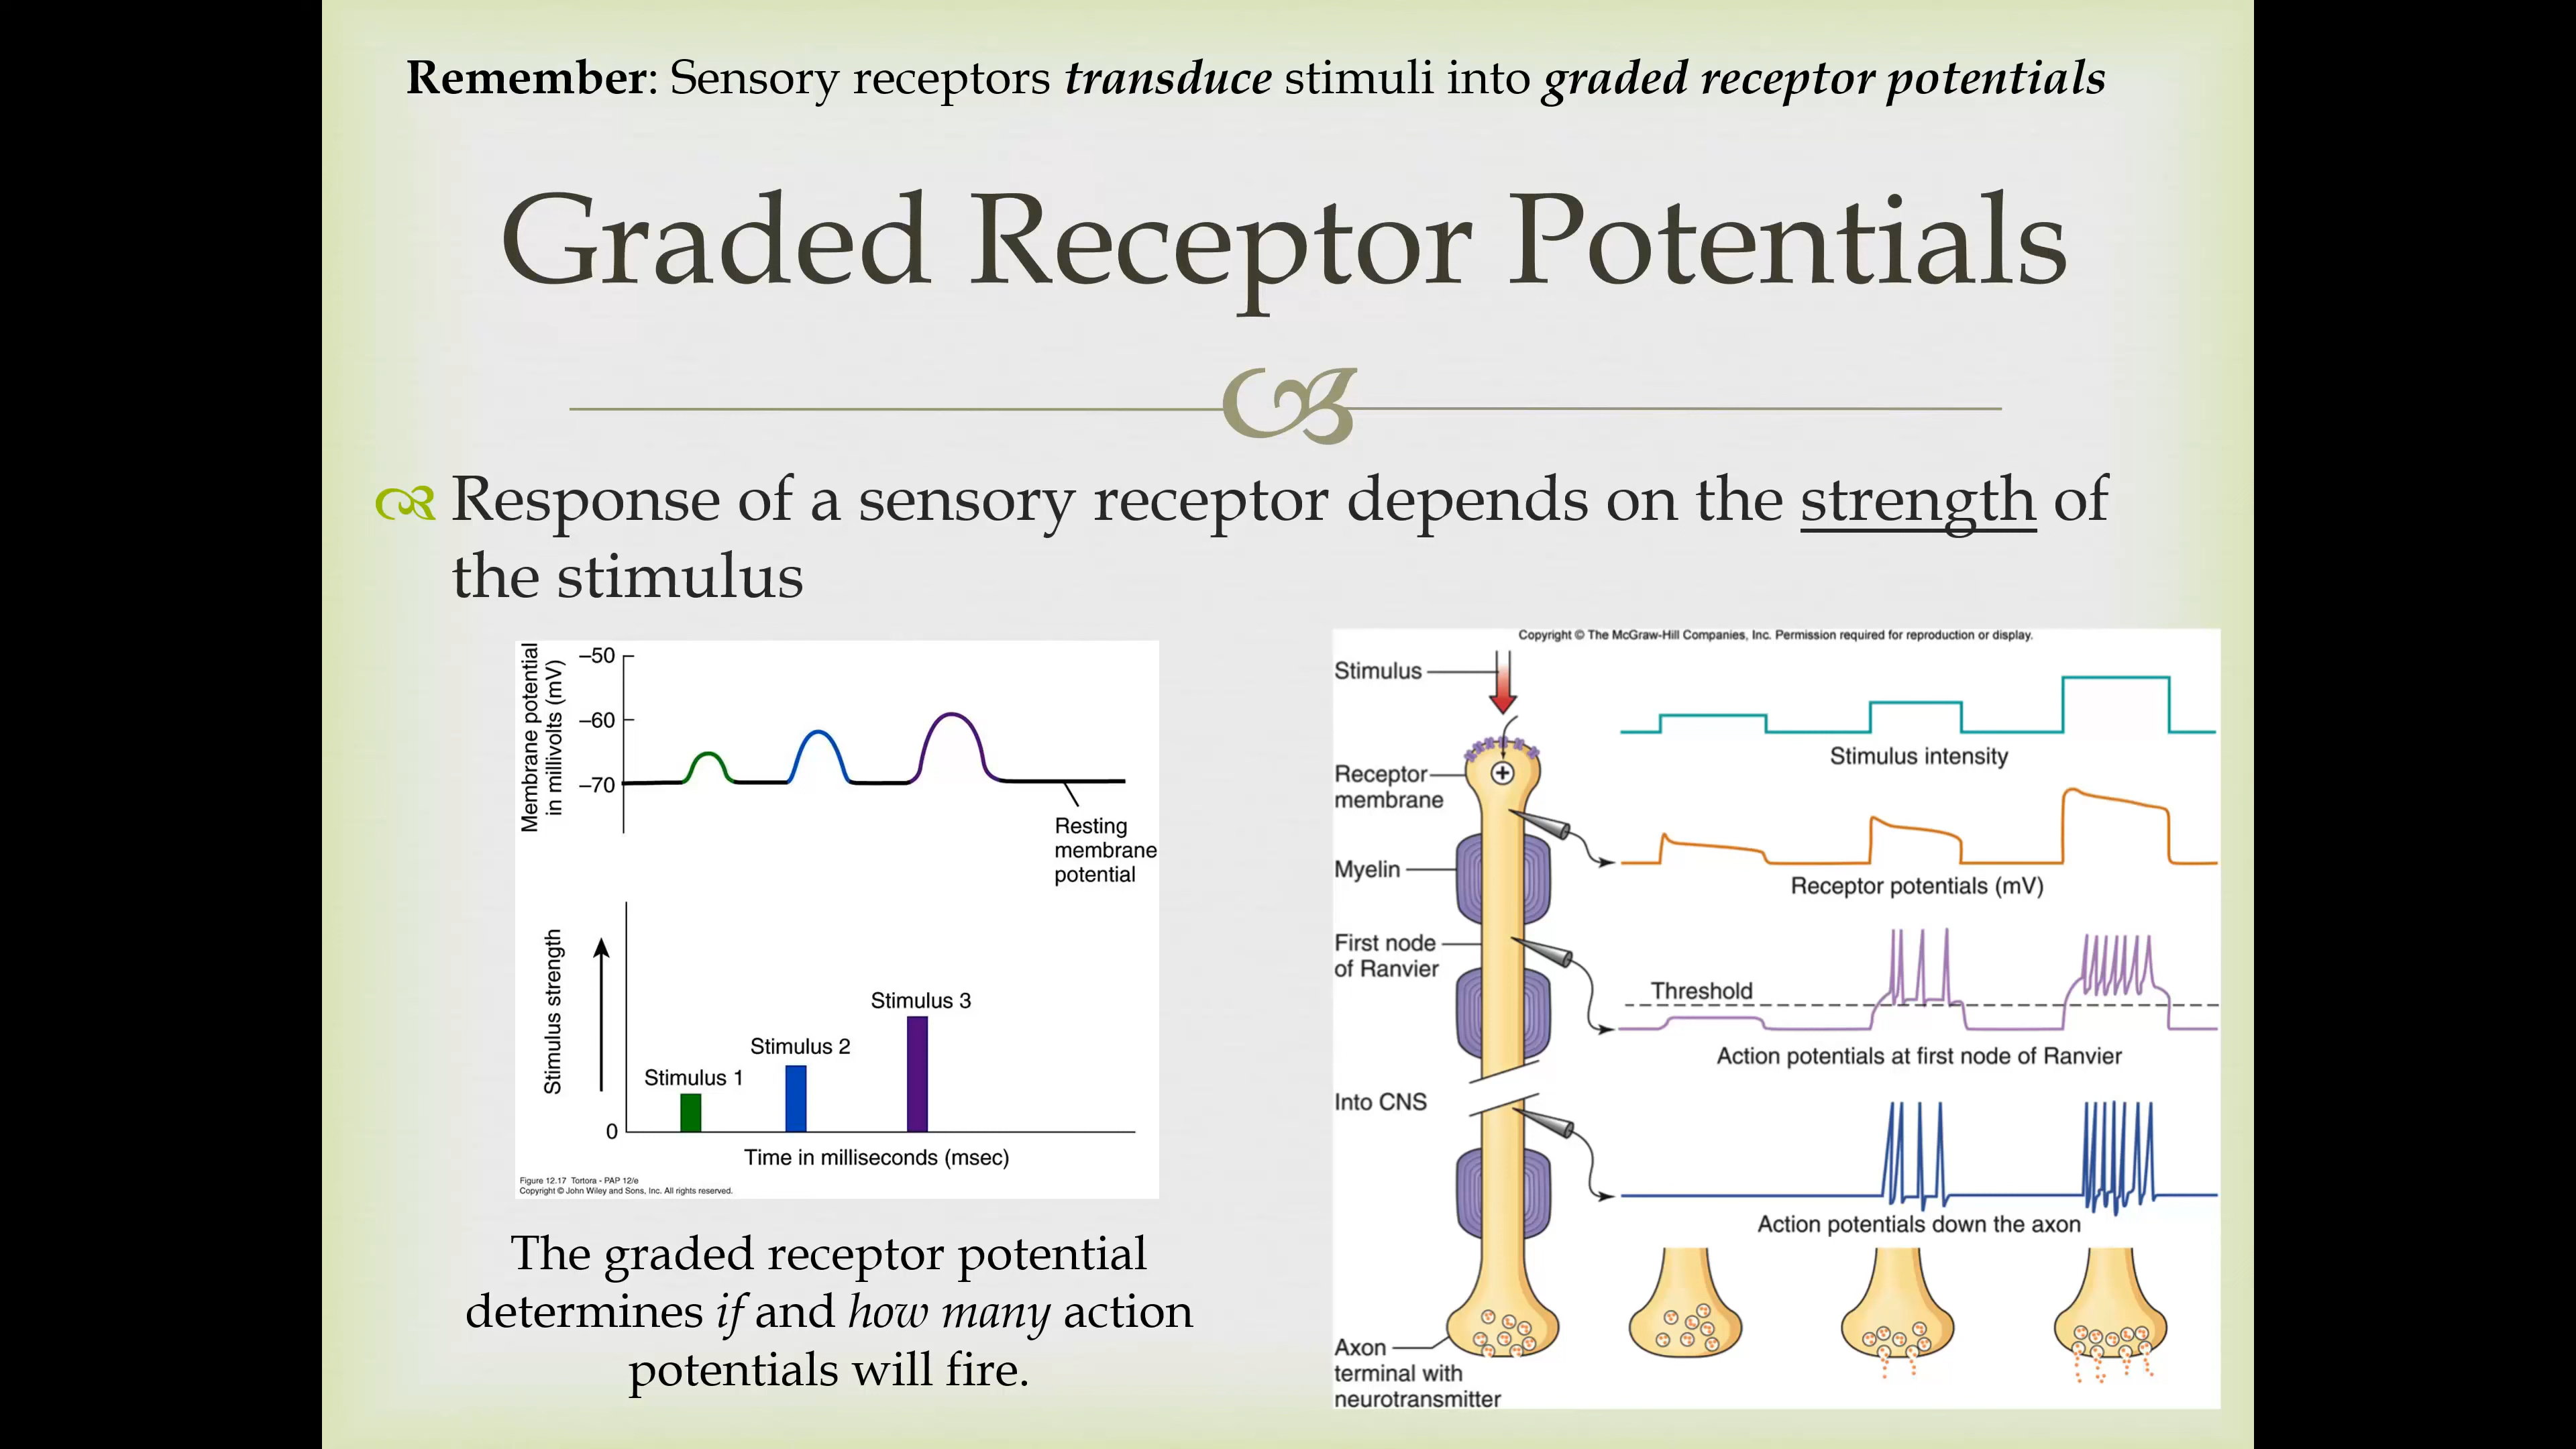 Remember: Sensory receptors transduce stimuli into graded receptor potentials
Graded Receptor Potentials
Response of a sensory receptor depends on the strength of
the stimulus
Membrane potential
in millivolts (mV)
–50
–60
–70
Resting
membrane
potential
Stimulus strength
Stimulus 3
Stimulus 2
Stimulus 1
0
Time in milliseconds (msec)
Figure 12.17 Tortora - PAP 12/e
Copyright © John Wiley and Sons, Inc. All rights reserved.
The graded receptor potential
determines if and how many action
potentials will fire.
Copyright © The McGraw-Hill Companies, Inc. Permission required for reproduction or display.
Stimulus
Stimulus intensity
Receptor
membrane
+
Myelin
Receptor potentials (mV)
First node
of Ranvier
Threshold
Action potentials at first node of Ranvier
Into CNS
Action potentials down the axon
Axon
terminal with
neurotransmitter